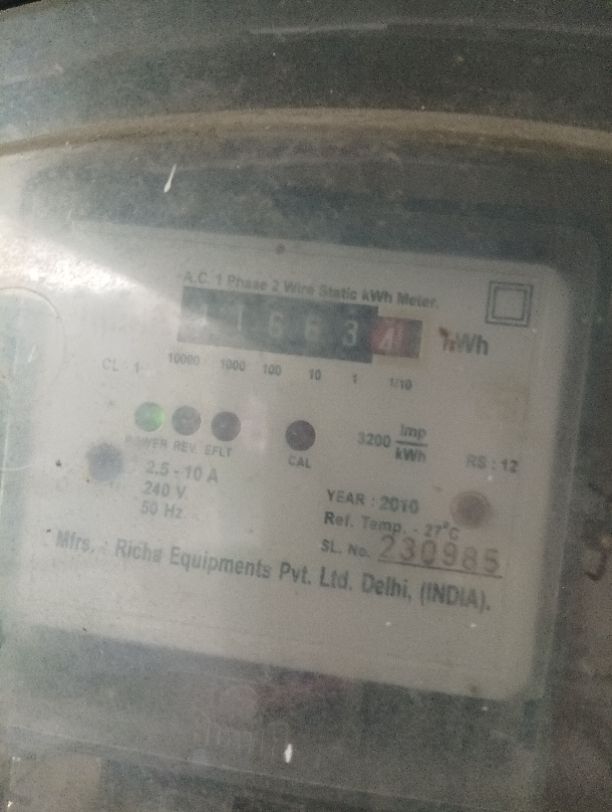 A.C. 1 Phase 2 Wire Static kWh Meter.
1 1 6 6 3 4 kWh
CL - 1 10000 1000 100 10 1 1/10
POWER REV. EFLT CAL 3200 Imp/kWh RS : 12
2.5 - 10 A
240 V
50 Hz
YEAR : 2010
Ref. Temp. - 27°C
SL. No. 230985
Mfrs. : Richa Equipments Pvt. Ltd. Delhi, (INDIA).